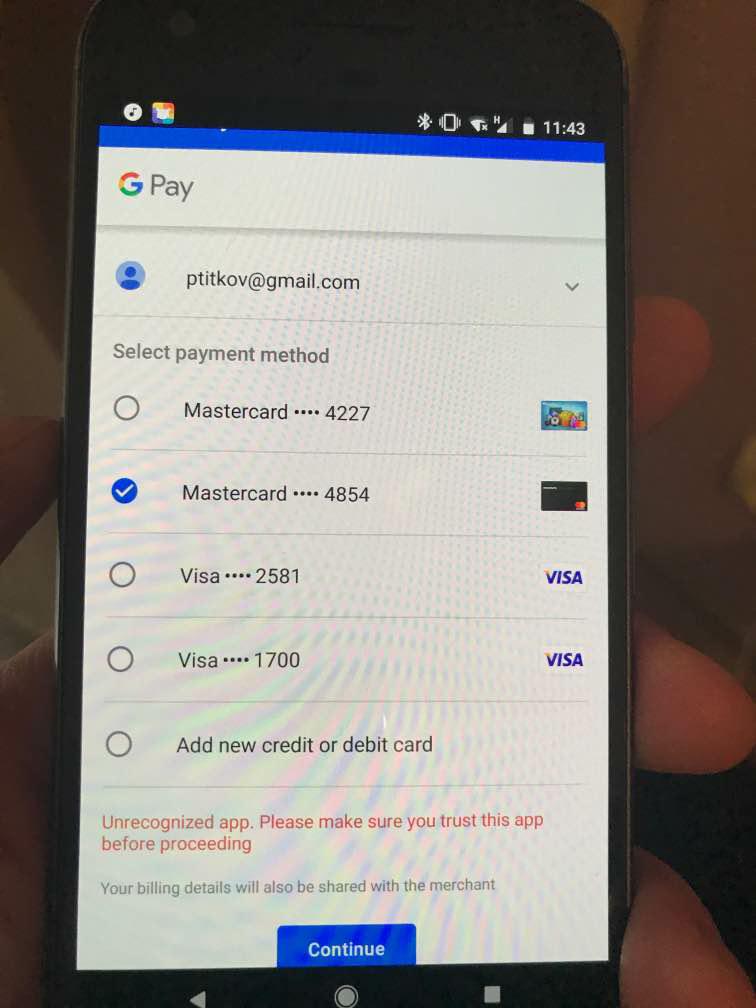 H
11:43
G Pay
ptitkov@gmail.com
Select payment method
Mastercard •••• 4227
Mastercard •••• 4854
Visa •••• 2581
VISA
Visa •••• 1700
VISA
Add new credit or debit card
Unrecognized app. Please make sure you trust this app
before proceeding
Your billing details will also be shared with the merchant
Continue